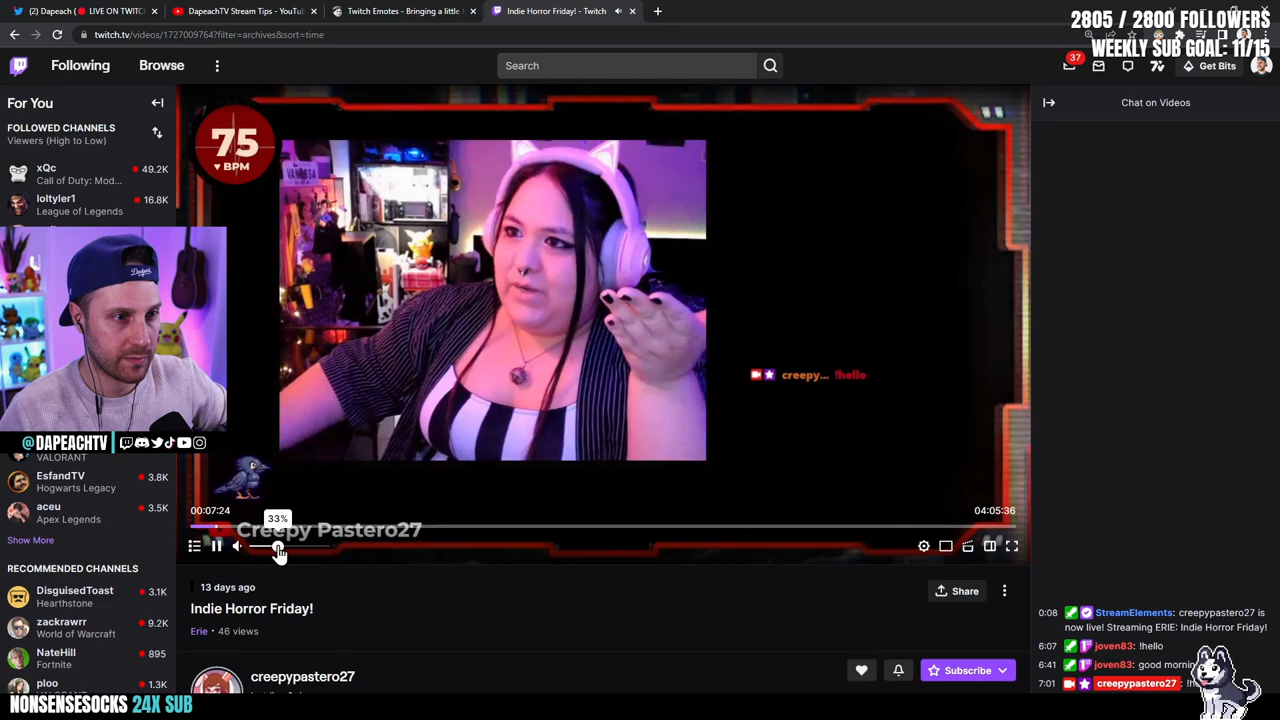 (2) Dapeach (🔴 LIVE ON TWITC
DapeachTV Stream Tips - YouTu
Pastch Emotes - Bringing a little
Indie Horror Friday! - Twitch
twitch.tv/videos/1727009764?filter=archives&sort=time
2805 / 2800 FOLLOWERS
WEEKLY SUB GOAL: 11/15
Following
Browse
Search
37
Get Bits
For You
FOLLOWED CHANNELS
Viewers (High to Low)
xQc
49.2K
Call of Duty: Mod...
loltyler1
16.8K
League of Legends
@DAPEACHTV
VALORANT
EsfandTV
3.8K
Hogwarts Legacy
aceu
3.5K
Apex Legends
Show More
RECOMMENDED CHANNELS
DisguisedToast
3.1K
Hearthstone
zackrawrr
9.2K
World of Warcraft
NateHill
895
Fortnite
ploo
1.3K
NONSENSESOCKS 24X SUB
75
♥ BPM
VANESSA
creepy... !hello
00:07:24
04:05:36
33%
Creepy Pastero27
13 days ago
Indie Horror Friday!
Erie • 46 views
Share
creepypastero27
Subscribe
Chat on Videos
0:08 StreamElements: creepypastero27 is
now live! Streaming ERIE: Indie Horror Friday!
6:07 joven83: !hello
6:41 joven83: good morni
7:01 creepypastero27 : !h